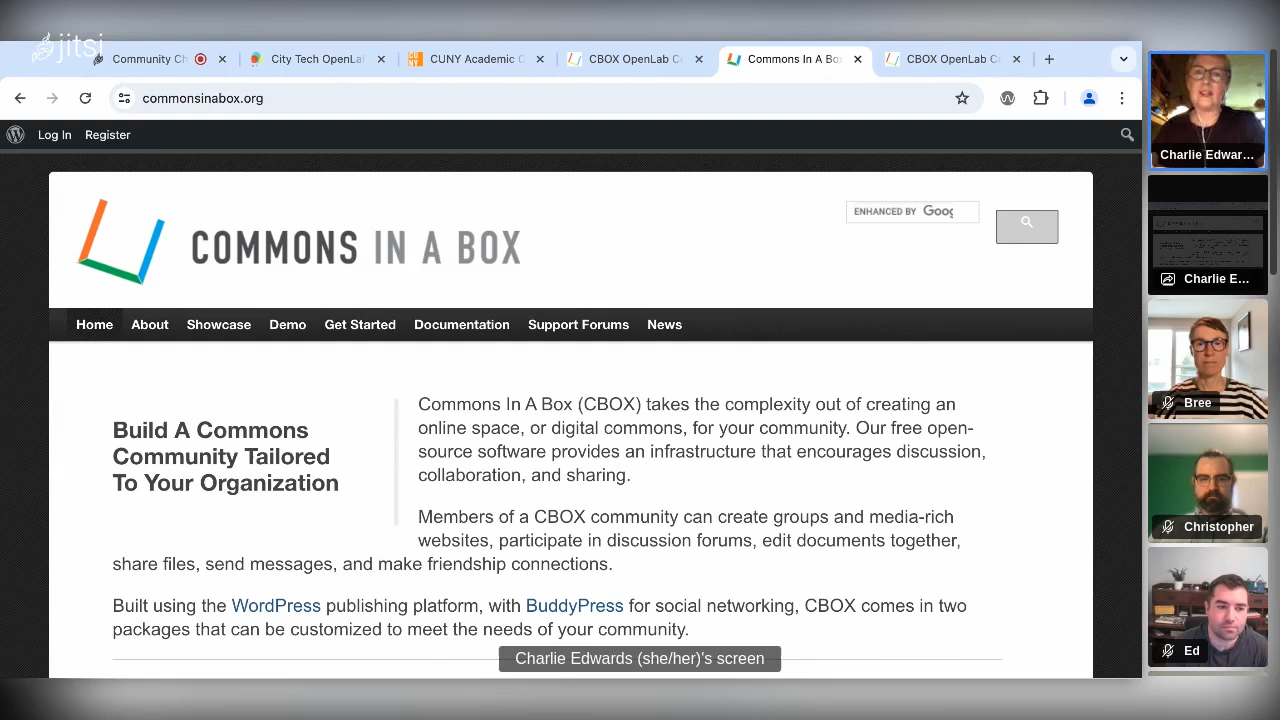 jitsi
Community Ch
City Tech OpenLa
CUNY Academic C
CBOX OpenLab Co
Commons In A Box
CBOX OpenLab Co
commonsinabox.org
Log In Register
COMMONS IN A BOX
ENHANCED BY Goog
Home About Showcase Demo Get Started Documentation Support Forums News
Build A Commons
Community Tailored
To Your Organization
Commons In A Box (CBOX) takes the complexity out of creating an
online space, or digital commons, for your community. Our free open-
source software provides an infrastructure that encourages discussion,
collaboration, and sharing.
Members of a CBOX community can create groups and media-rich
websites, participate in discussion forums, edit documents together,
share files, send messages, and make friendship connections.
Built using the WordPress publishing platform, with BuddyPress for social networking, CBOX comes in two
packages that can be customized to meet the needs of your community.
Charlie Edwards (she/her)'s screen
Charlie Edwar…
Charlie E…
Bree
Christopher
Ed